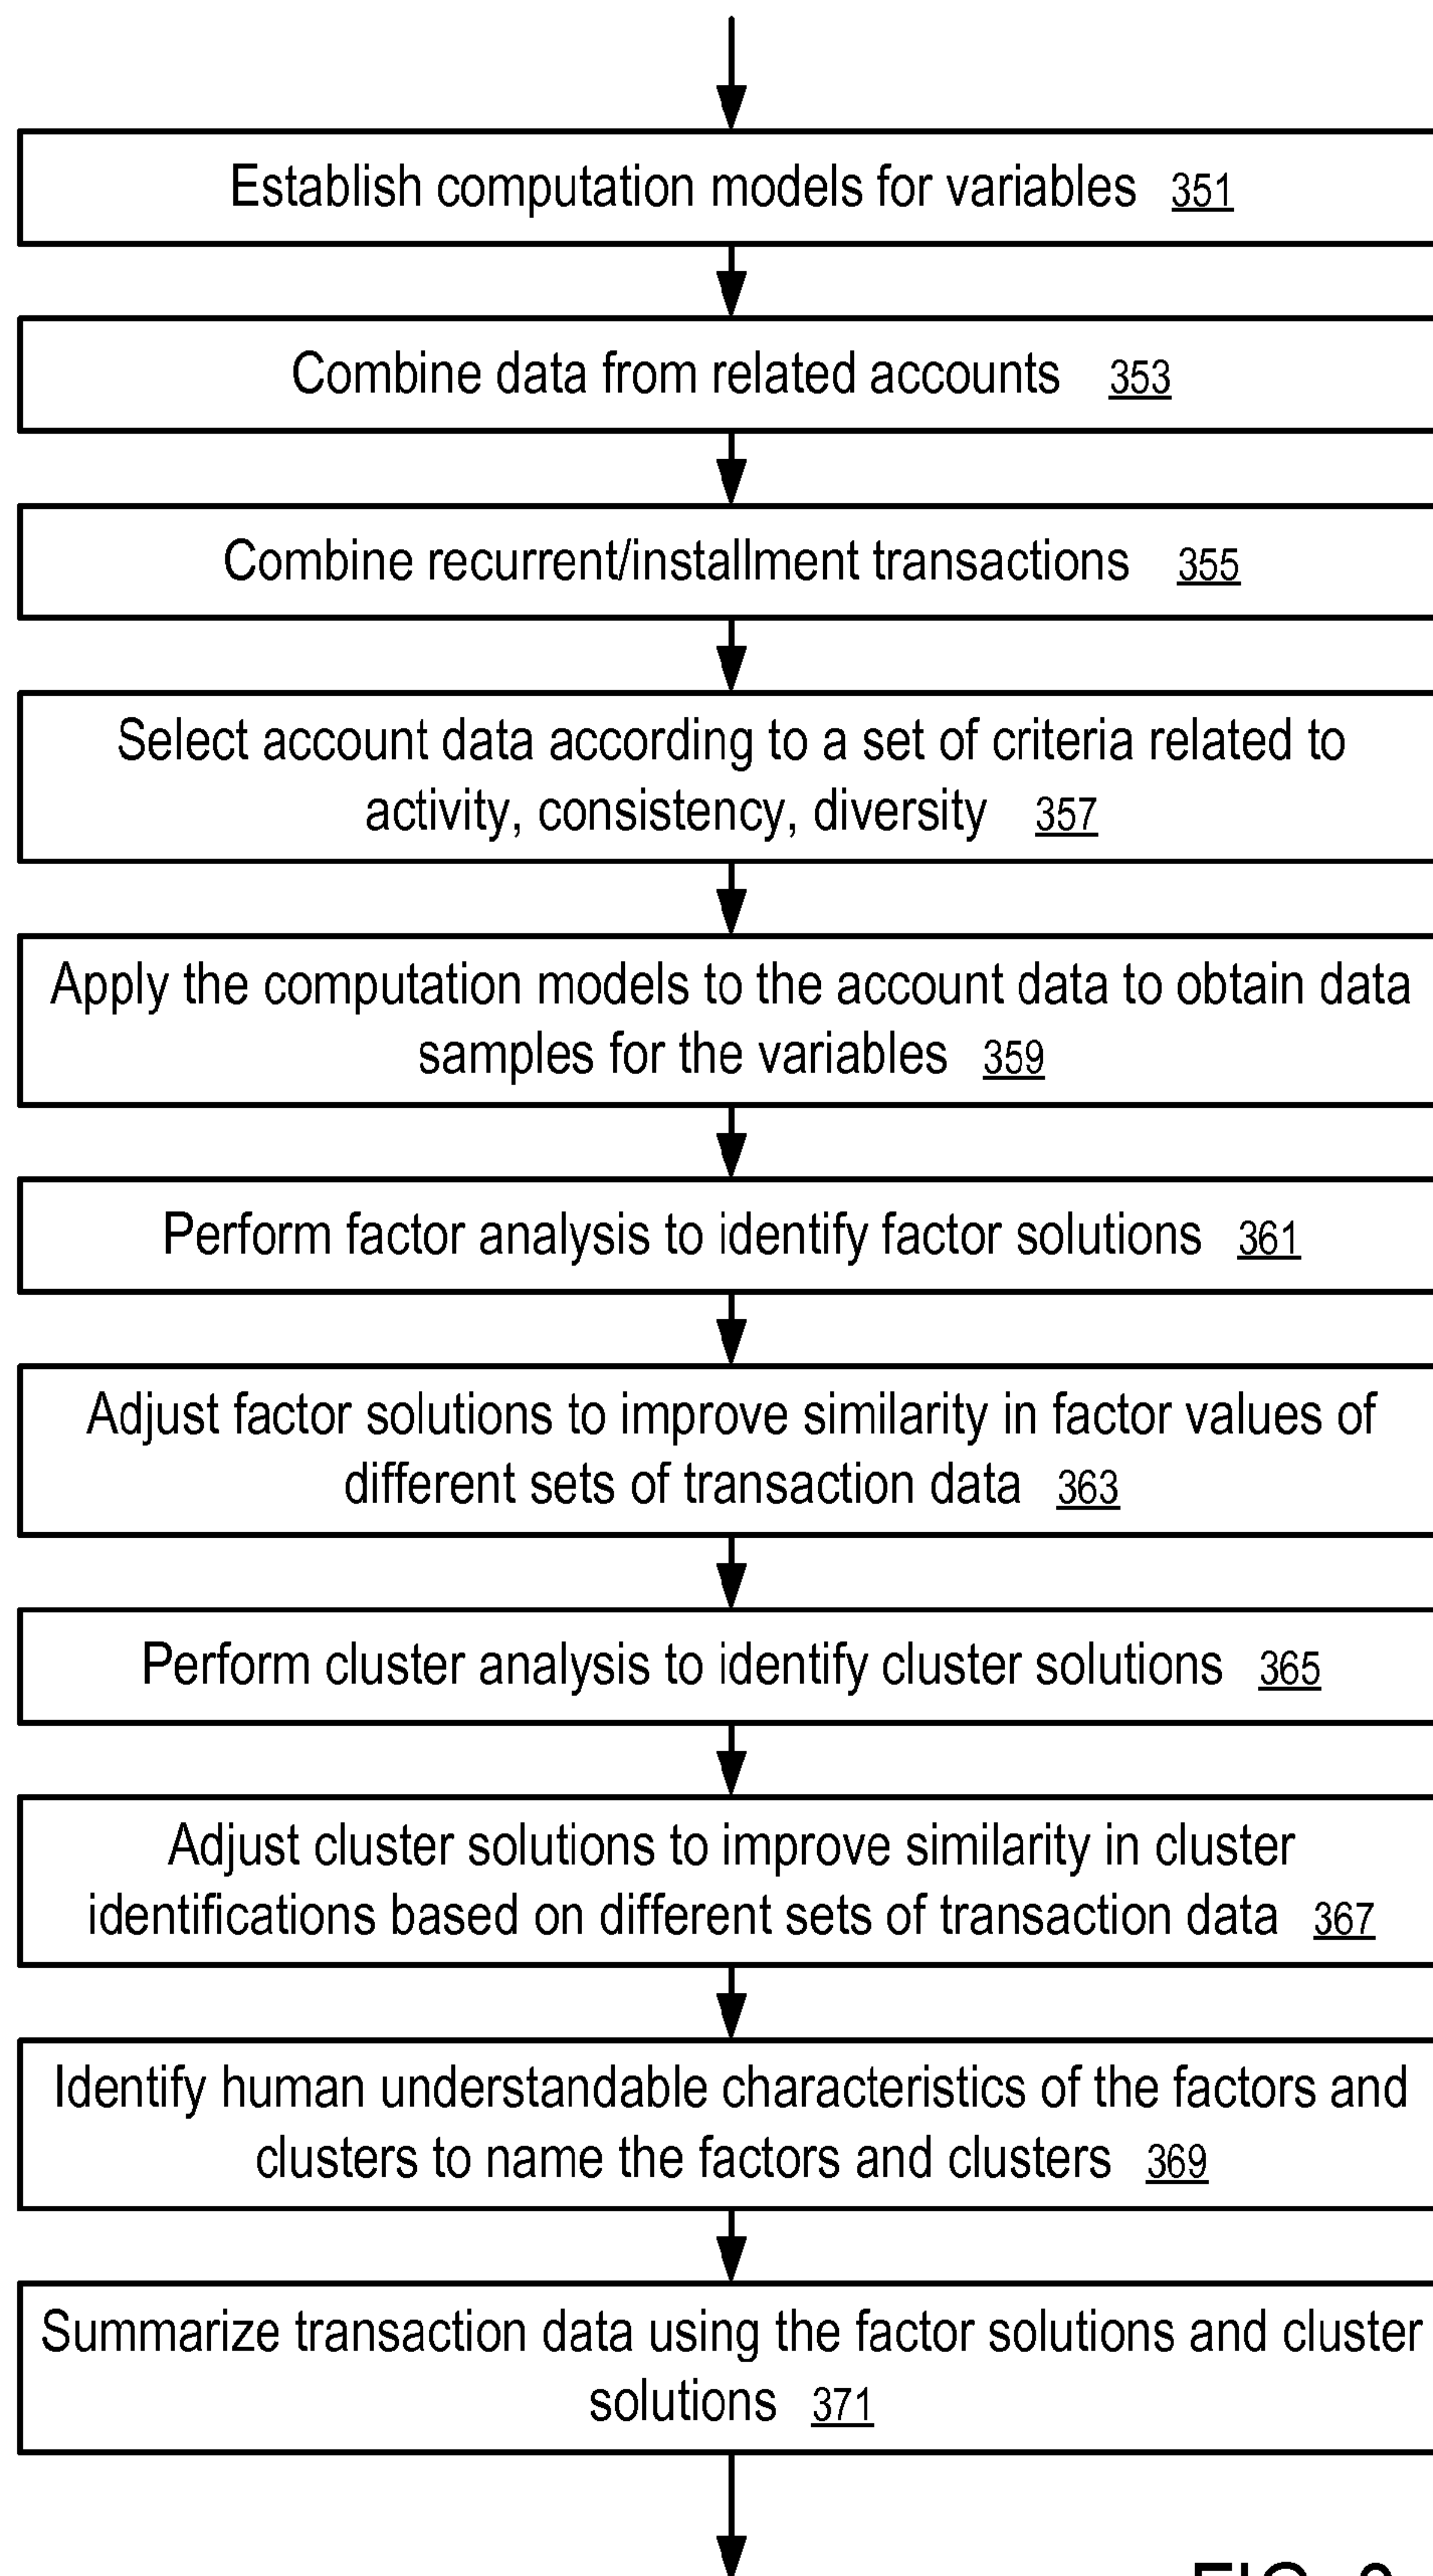 Establish computation models for variables 351
Combine data from related accounts 353
Combine recurrent/installment transactions 355
Select account data according to a set of criteria related to
activity, consistency, diversity 357
Apply the computation models to the account data to obtain data
samples for the variables 359
Perform factor analysis to identify factor solutions 361
Adjust factor solutions to improve similarity in factor values of
different sets of transaction data 363
Perform cluster analysis to identify cluster solutions 365
Adjust cluster solutions to improve similarity in cluster
identifications based on different sets of transaction data 367
Identify human understandable characteristics of the factors and
clusters to name the factors and clusters 369
Summarize transaction data using the factor solutions and cluster
solutions 371